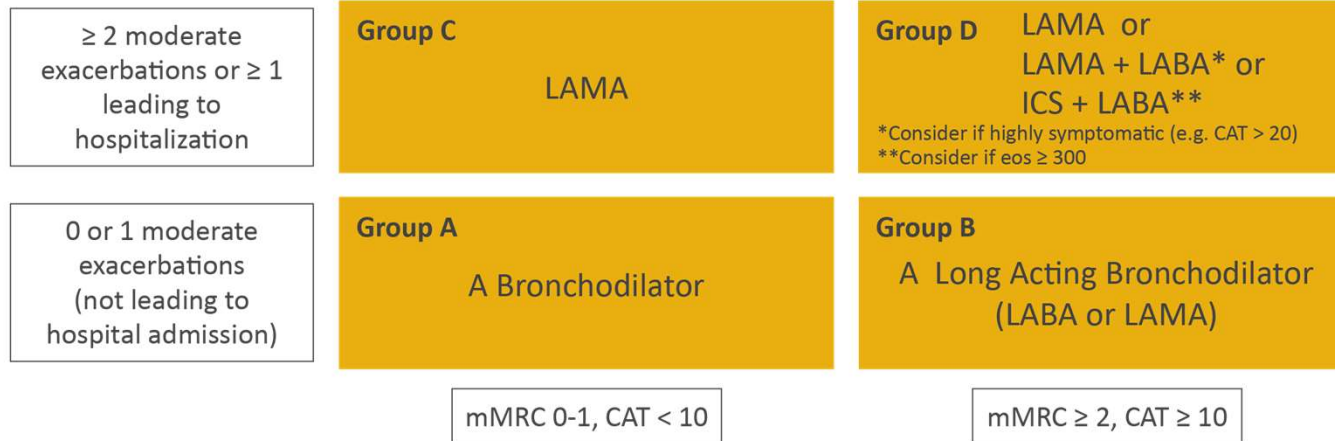 ≥ 2 moderate
exacerbations or ≥ 1
leading to
hospitalization
Group C
LAMA
Group D
LAMA or
LAMA + LABA* or
ICS + LABA**
*Consider if highly symptomatic (e.g. CAT > 20)
**Consider if eos ≥ 300
0 or 1 moderate
exacerbations
(not leading to
hospital admission)
Group A
A Bronchodilator
Group B
A Long Acting Bronchodilator
(LABA or LAMA)
mMRC 0-1, CAT < 10
mMRC ≥ 2, CAT ≥ 10